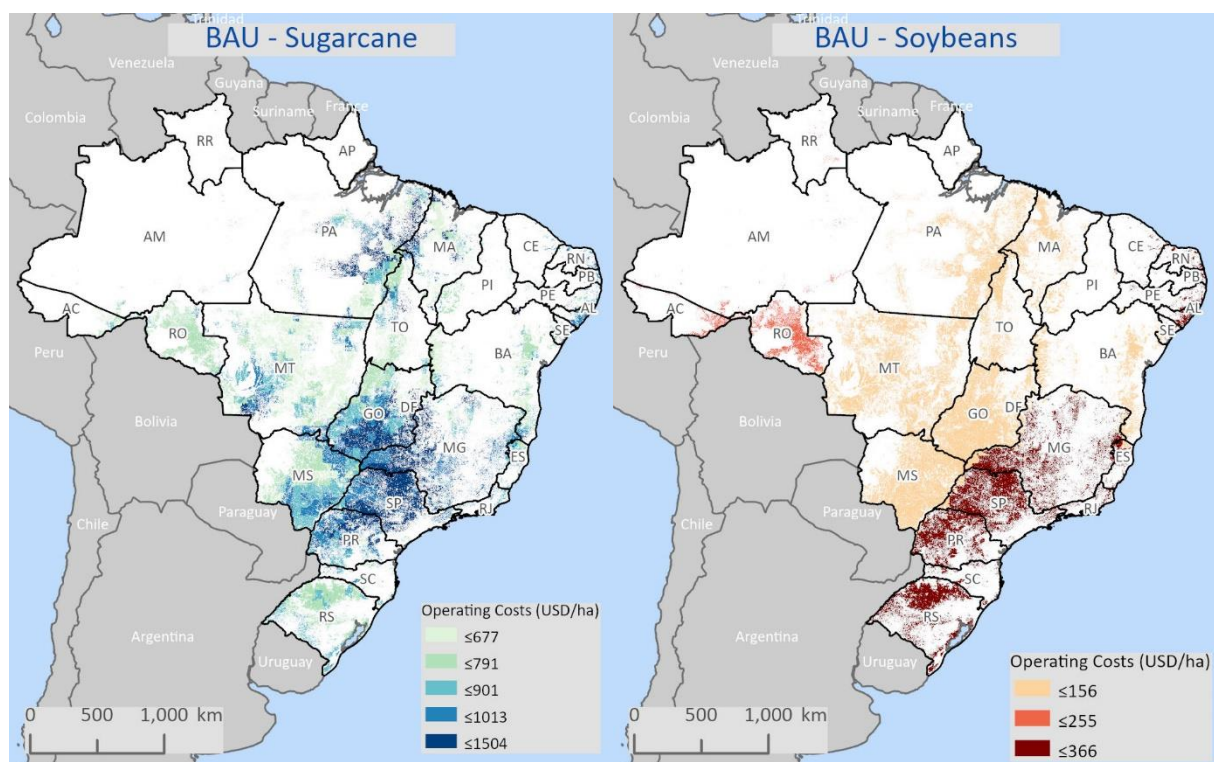 BAU - Sugarcane
Trinidad
Venezuela
Guyana
Suriname
France
Colombia
RR
AP
AM
PA
MA
CE
RN
PB
PE
AL
SE
PI
AC
RO
TO
BA
Peru
MT
GO
DF
Bolivia
MG
ES
MS
SP
RJ
Paraguay
PR
Chile
SC
RS
Argentina
Uruguay
Operating Costs (USD/ha)
≤677
≤791
≤901
≤1013
≤1504
0 500 1,000 km
BAU - Soybeans
Trinidad
Venezuela
Guyana
Suriname
France
Colombia
RR
AP
AM
PA
MA
CE
RN
PB
PE
AL
SE
PI
AC
RO
TO
BA
Peru
MT
GO
DF
Bolivia
MG
ES
MS
SP
RJ
Paraguay
PR
Chile
SC
RS
Argentina
Uruguay
Operating Costs (USD/ha)
≤156
≤255
≤366
0 500 1,000 km